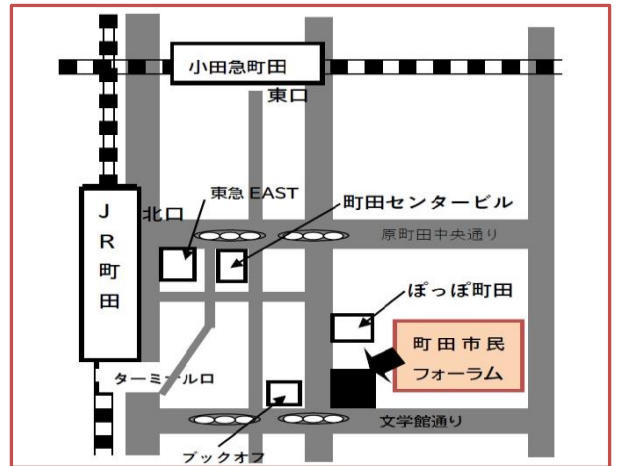 小田急町田
東口
東急 EAST
町田センタービル
北口
JR町田
原町田中央通り
ぽっぽ町田
町田市民
フォーラム
ターミナル口
文学館通り
ブックオフ